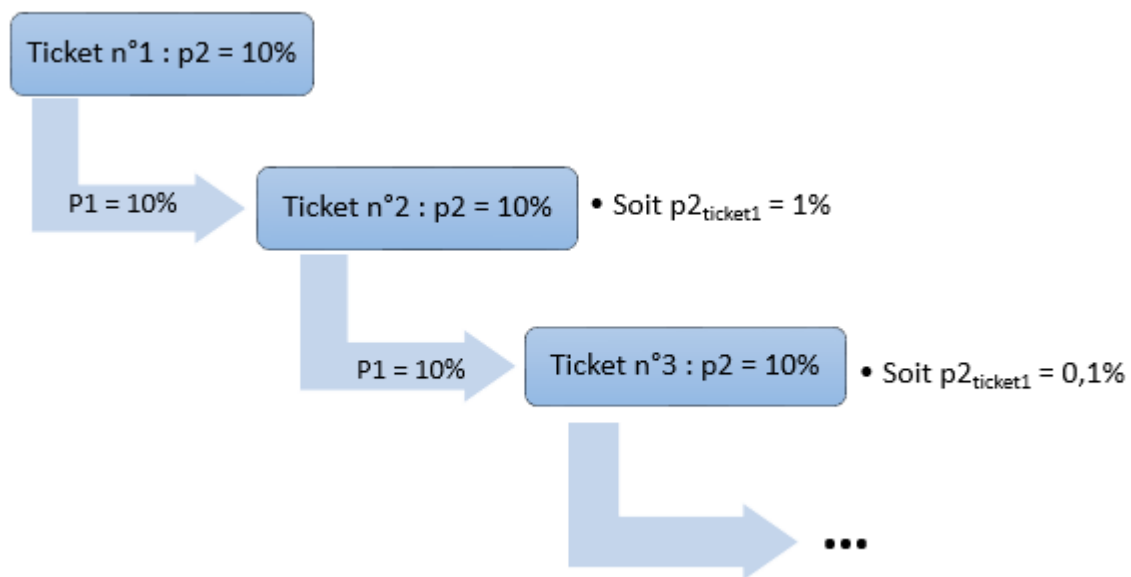 Ticket n°1 : p2 = 10%
P1 = 10%
Ticket n°2 : p2 = 10%
• Soit p2ticket1 = 1%
P1 = 10%
Ticket n°3 : p2 = 10%
• Soit p2ticket1 = 0,1%
...